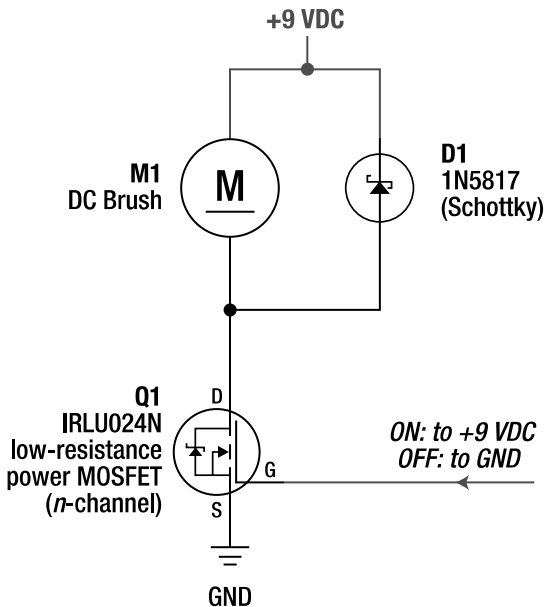 +9 VDC
M1
DC Brush
M
D1
1N5817
(Schottky)
Q1
IRLU024N
low-resistance
power MOSFET
(n-channel)
D
G
S
ON: to +9 VDC
OFF: to GND
GND